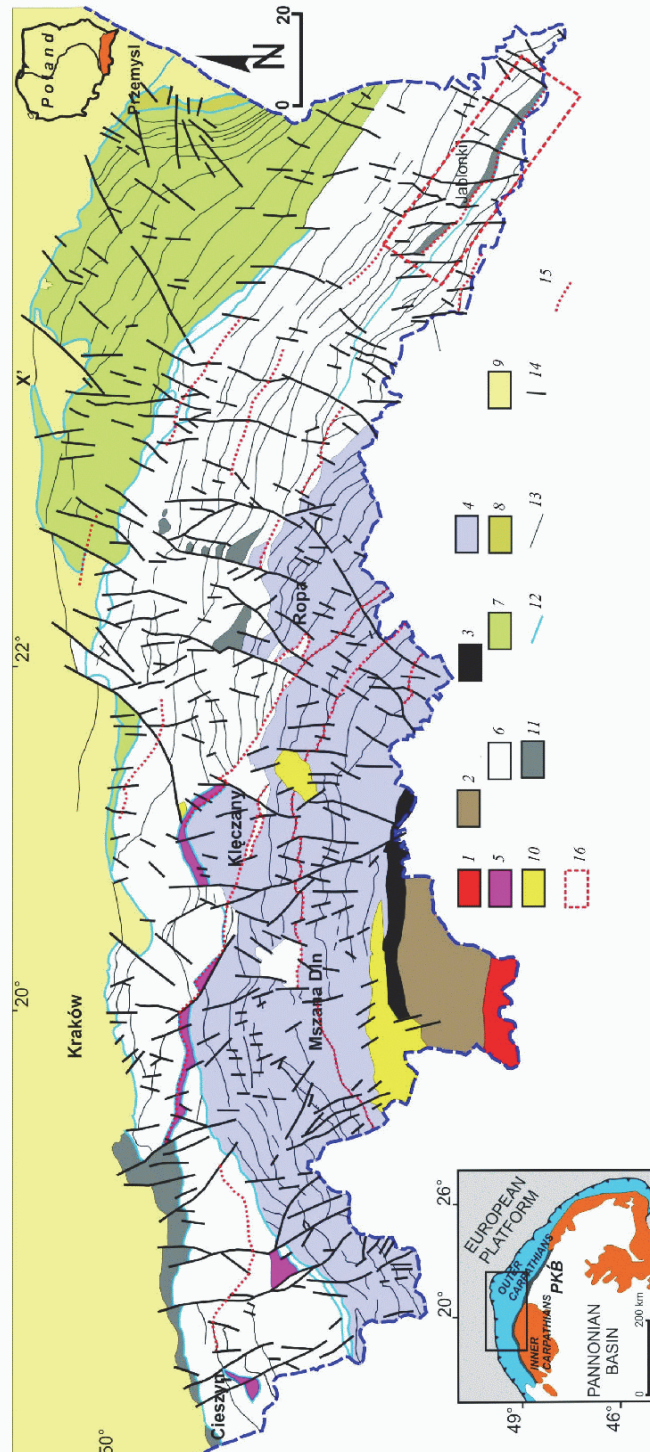 Poland
Przemysl
N
0 20
X'
22°
20°
50°
Kraków
Cieszyn
Klęczany
Mszana Dln
Ropa
Jabłonki
1
2
3
4
5
6
7
8
9
10
11
12
13
14
15
16
20°
26°
49°
46°
EUROPEAN
PLATFORM
OUTER
CARPATHIANS
INNER
CARPATHIANS
PKB
PANNONIAN
BASIN
0 200 km